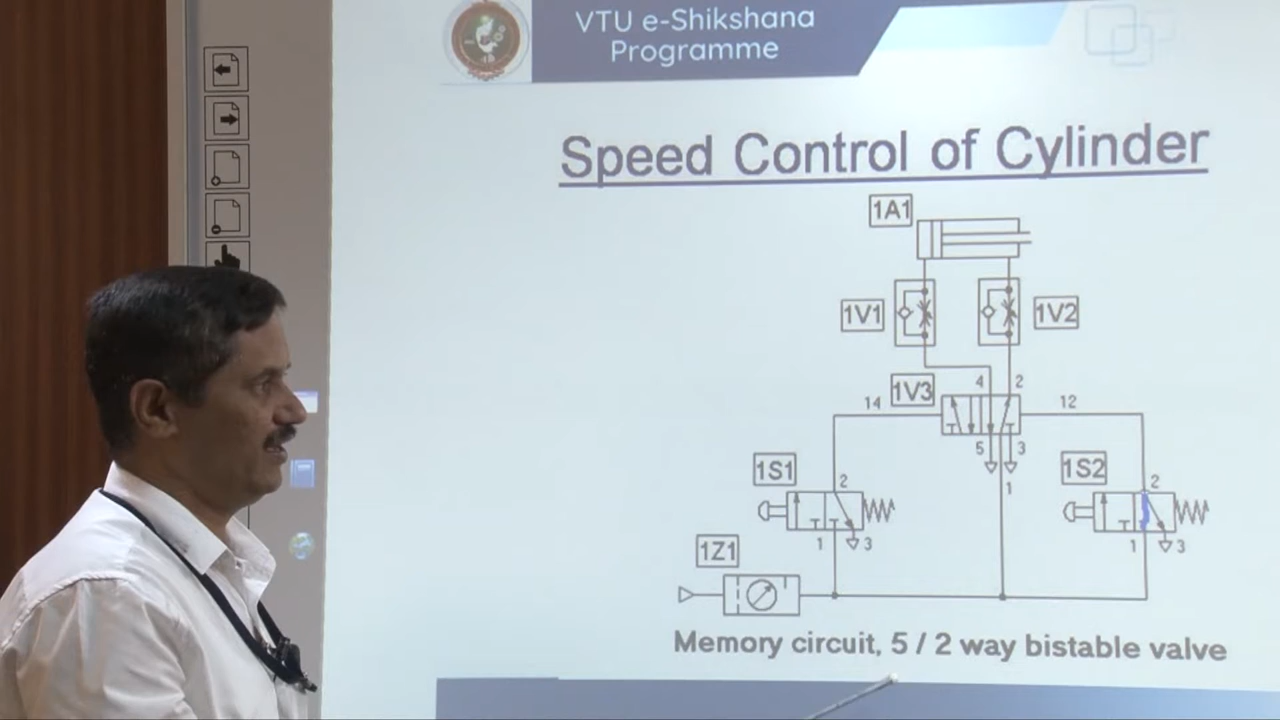 VTU e-Shikshana
Programme
Speed Control of Cylinder
1A1
1V1
1V2
1V3
4
2
14
12
5
3
1
1S1
2
1S2
2
1
3
1
3
1Z1
Memory circuit, 5 / 2 way bistable valve